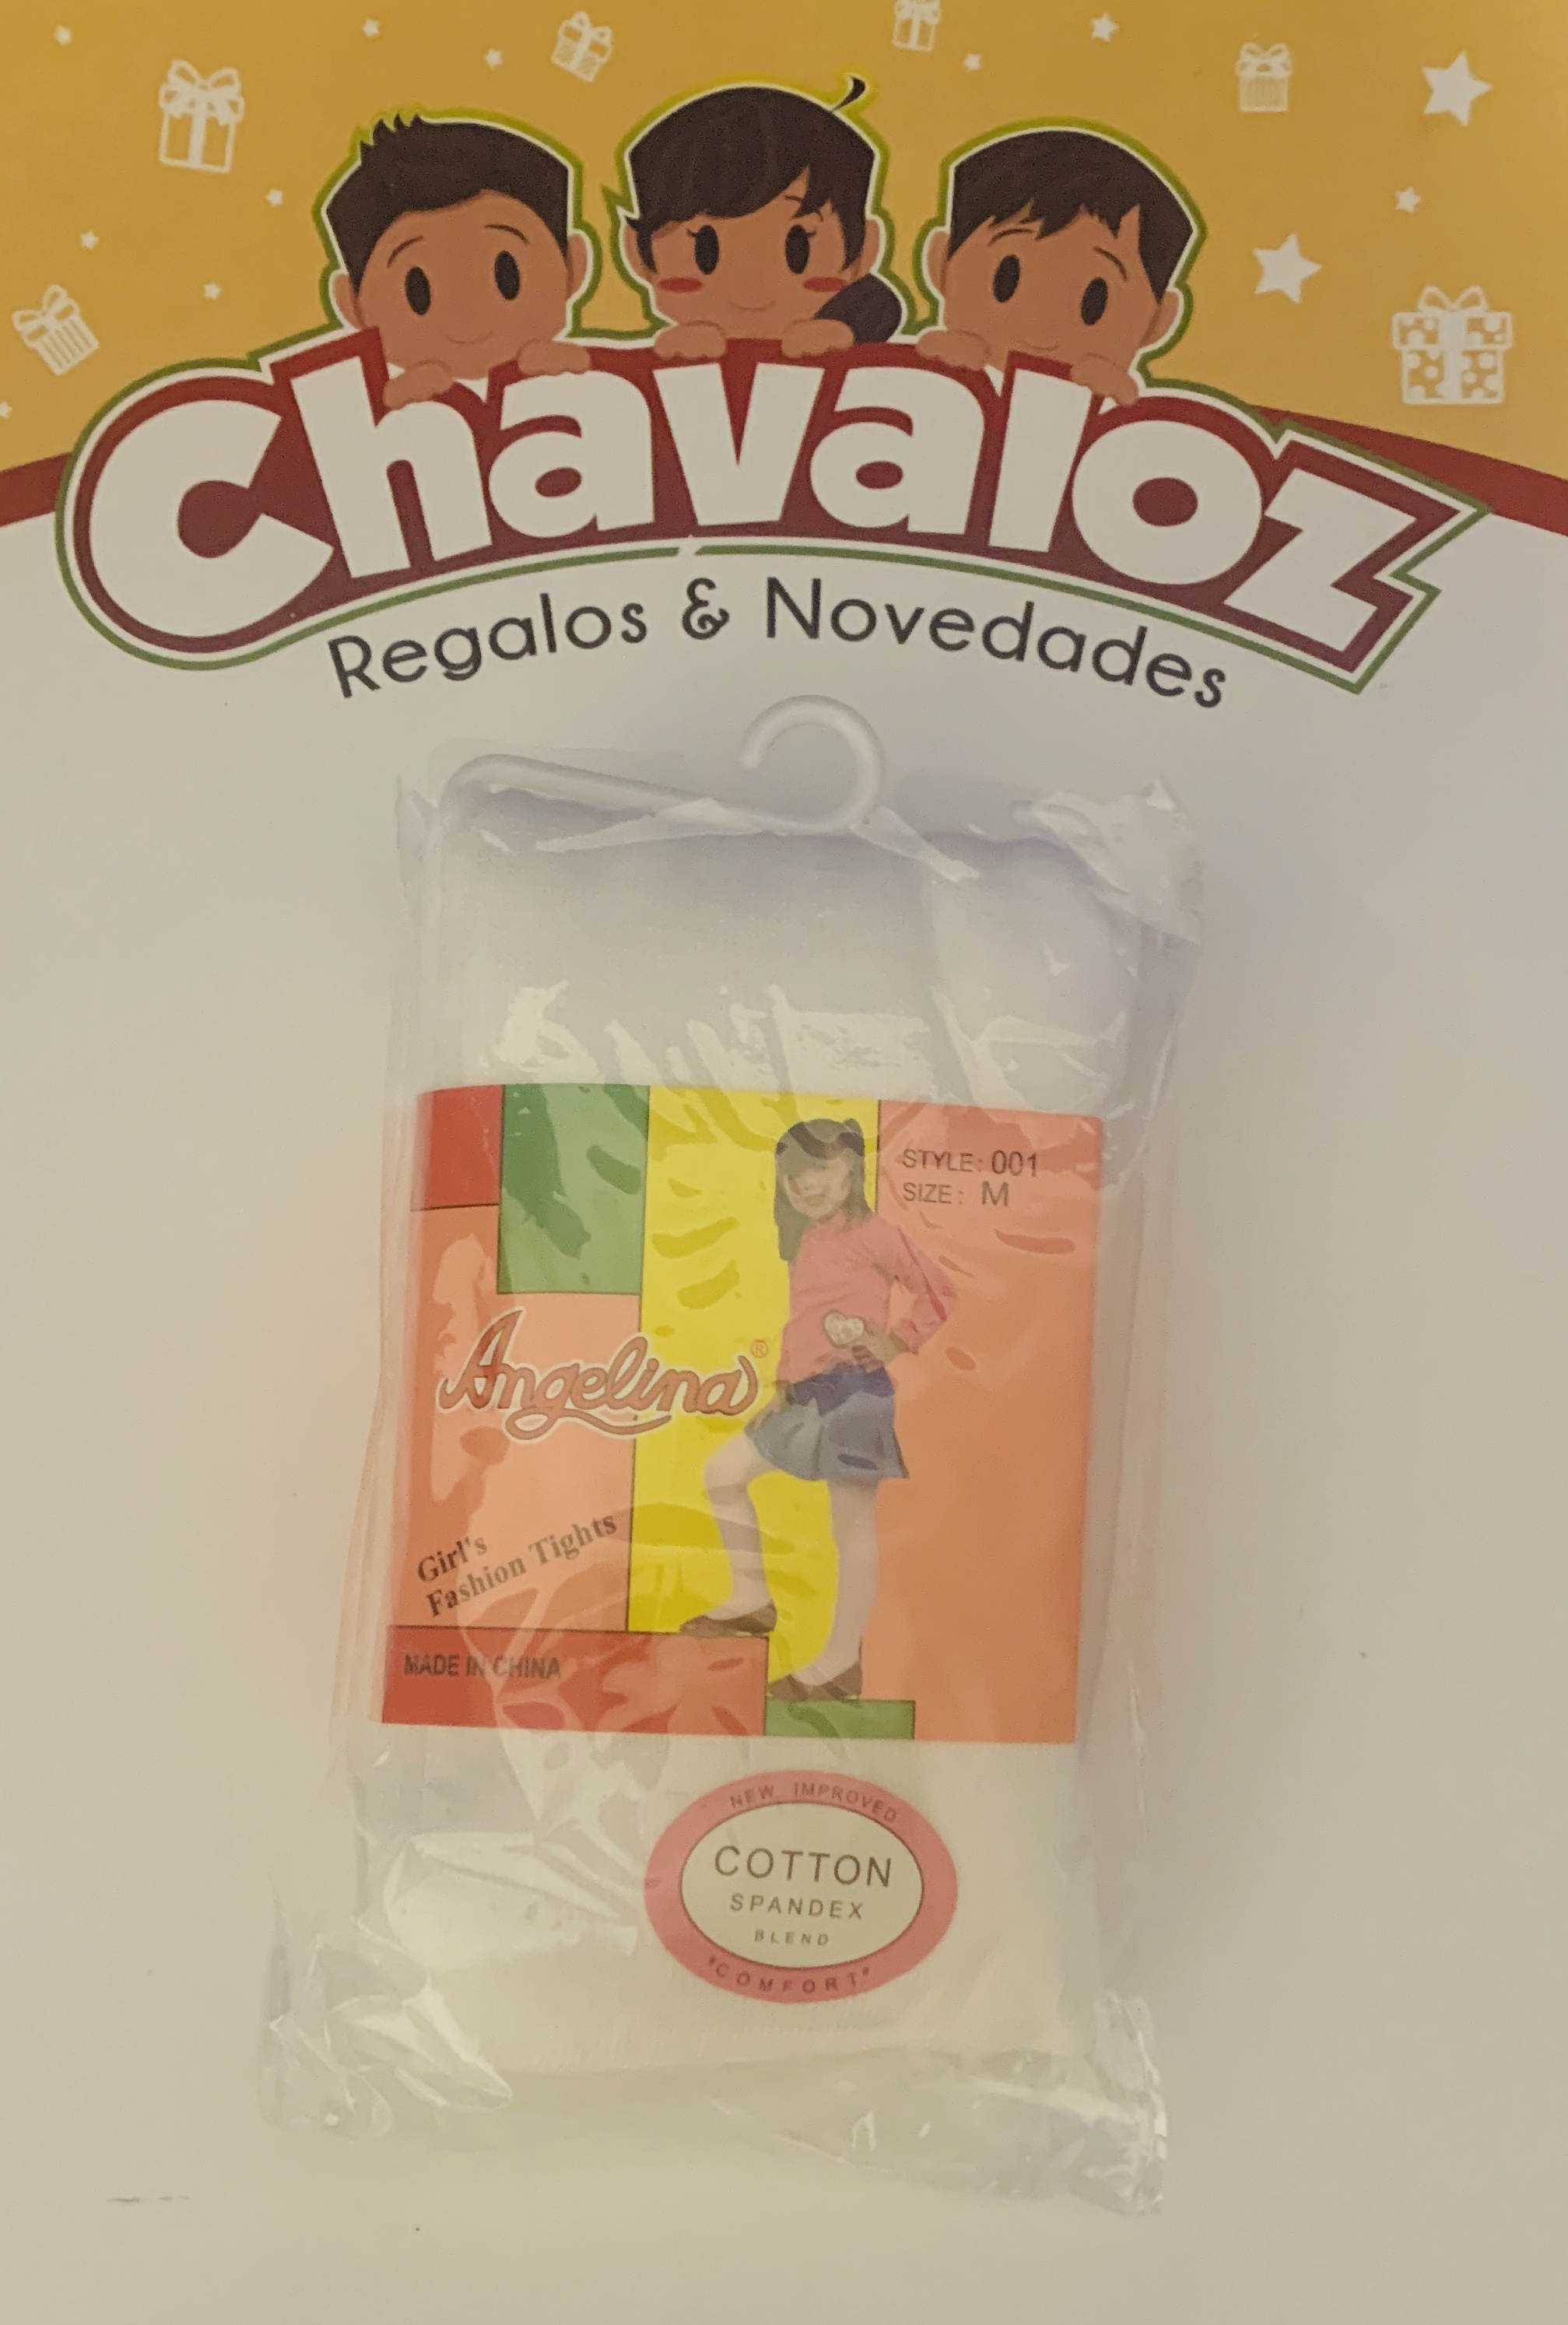 Chavaloz
Regalos & Novedades
STYLE: 001
SIZE: M
Angelina®
Girl's
Fashion Tights
MADE IN CHINA
NEW IMPROVED
COTTON
SPANDEX
BLEND
"COMFORT"